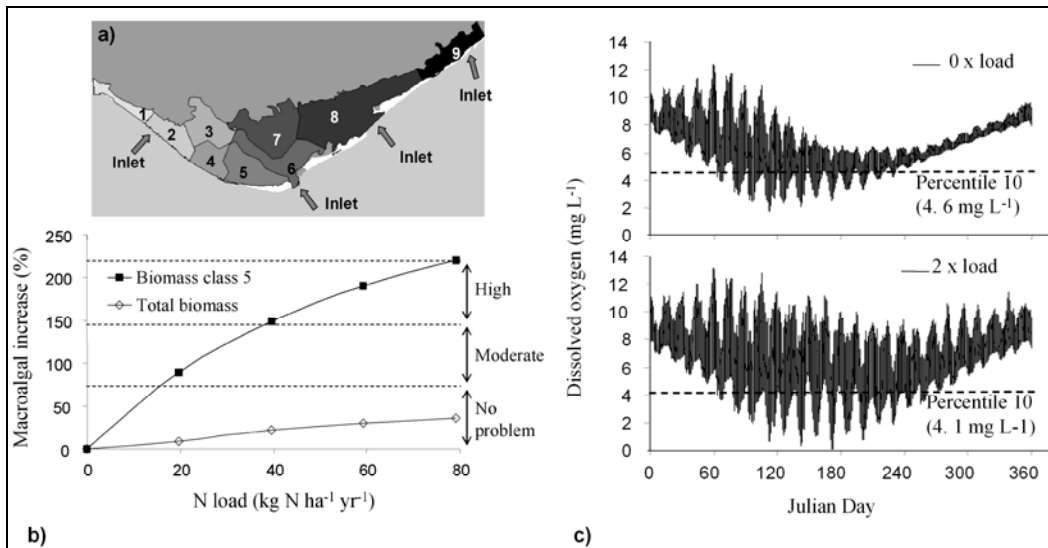 a)
1
2
3
4
5
6
7
8
9
Inlet
Inlet
Inlet
Inlet
Macroalgal increase (%)
250
200
150
100
50
0
Biomass class 5
Total biomass
High
Moderate
No
problem
0 20 40 60 80
N load (kg N ha⁻¹ yr⁻¹)
b)
Dissolved oxygen (mg L⁻¹)
14
12
10
8
6
4
2
0
0 x load
Percentile 10
(4. 6 mg L⁻¹)
14
12
10
8
6
4
2
0
2 x load
Percentile 10
(4. 1 mg L-1)
0 60 120 180 240 300 360
Julian Day
c)